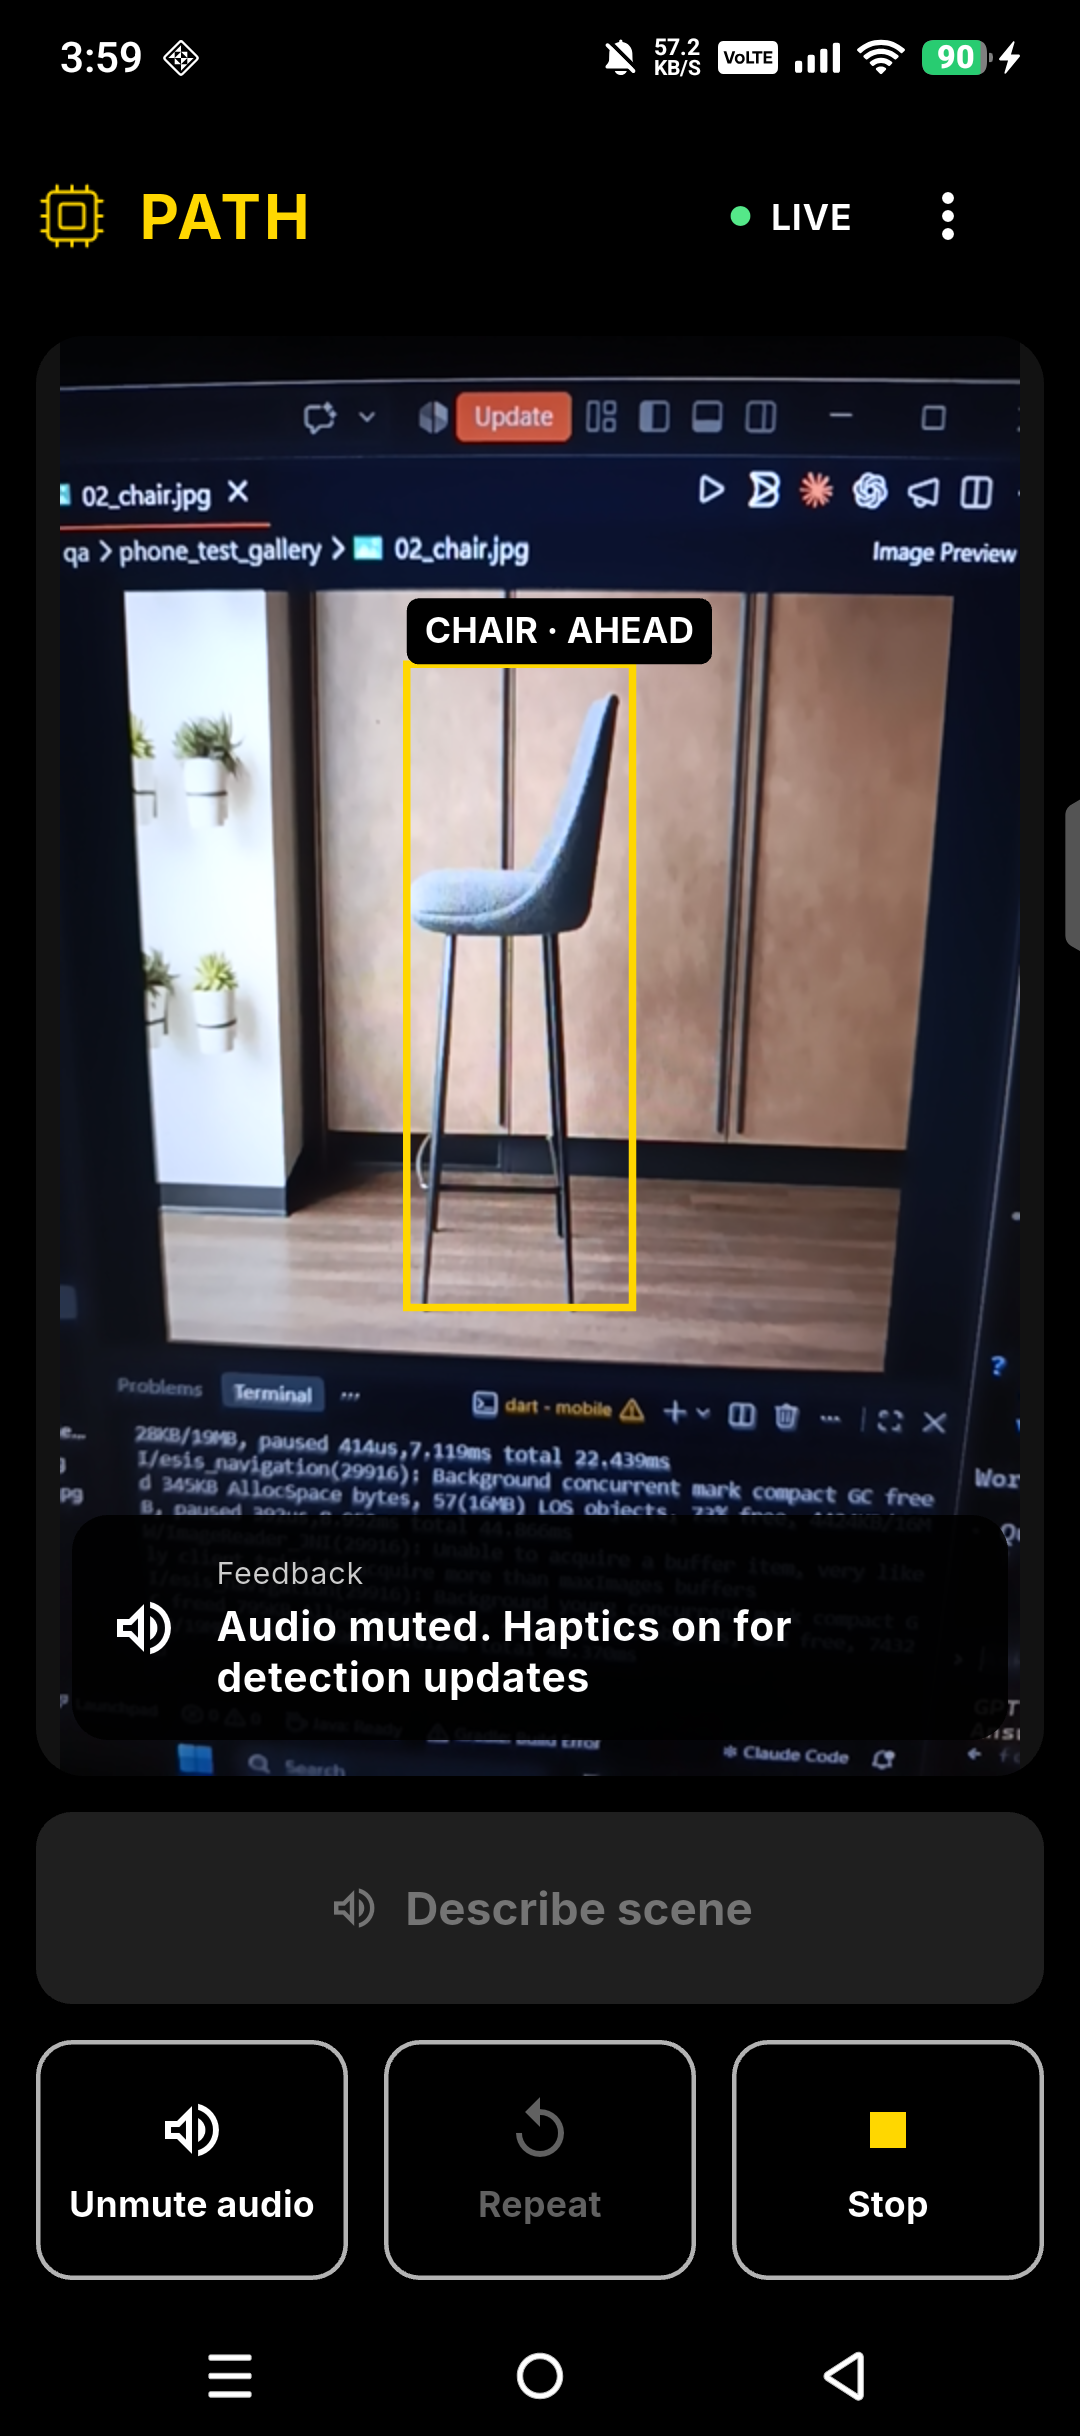 3:59
57.2
KB/S
VoLTE
90
PATH
LIVE
Update
02_chair.jpg
qa > phone_test_gallery > 02_chair.jpg
Image Preview
CHAIR · AHEAD
Problems
Terminal
dart - mobile
28KB/19MB, paused 414us,7.119ms total 22.439ms
I/esis_navigation(29916): Background concurrent mark compact GC free
d 345KB AllocSpace bytes, 57(16MB) LOS objects, 73% free,
Feedback
Audio muted. Haptics on for
detection updates
Search
Claude Code
Describe scene
Unmute audio
Repeat
Stop